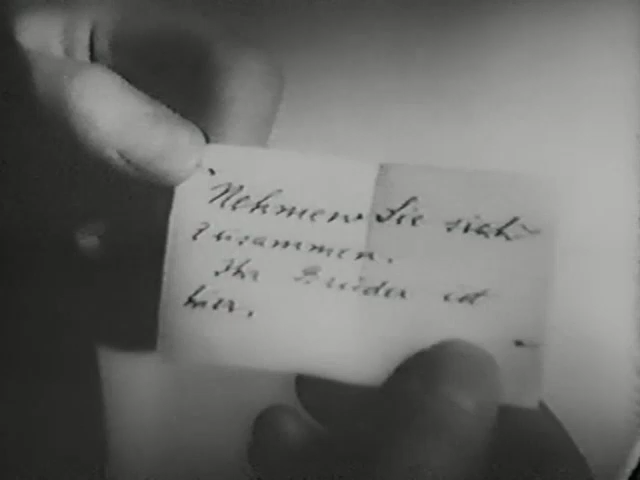 Nehmen Sie sich
zusammen.
Ihr Bruder ist
hier.